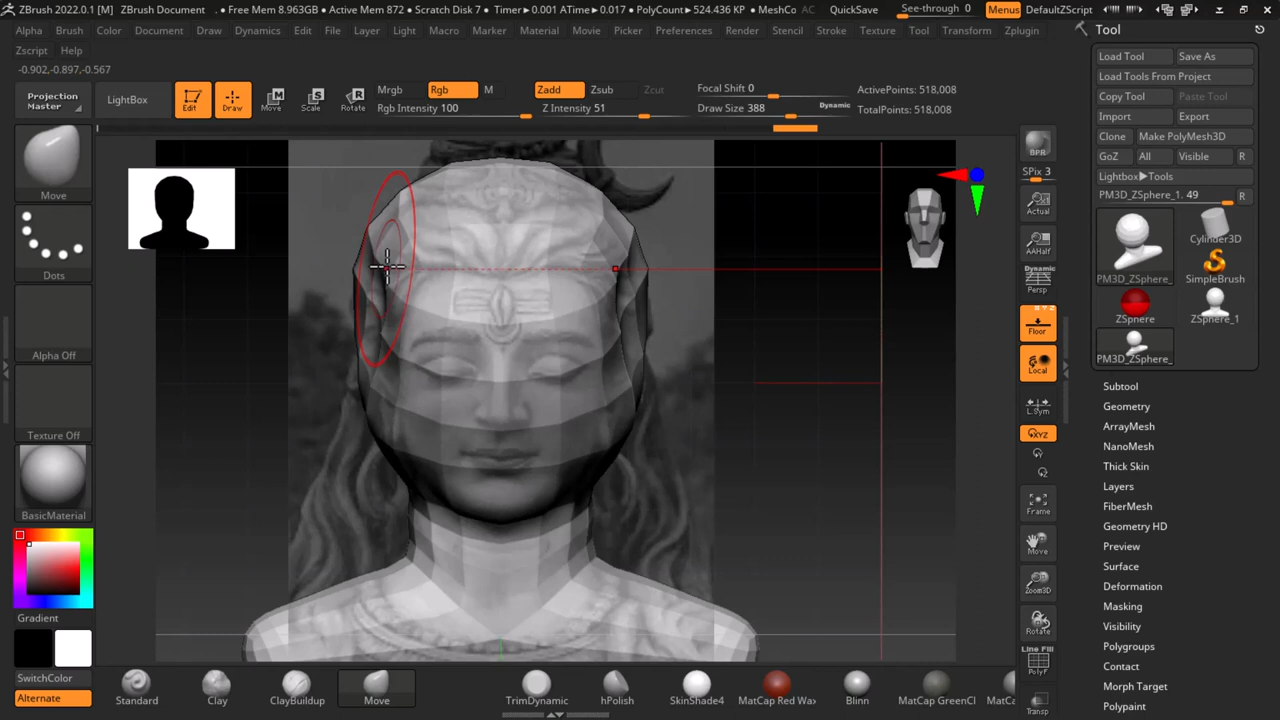 ZBrush 2022.0.1 [M] ZBrush Document . • Free Mem 8.963GB • Active Mem 872 • Scratch Disk 7 • Timer▶0.001 ATime▶0.017 • PolyCount▶524.436 KP • MeshCo AC QuickSave See-through 0 Menus DefaultZScript
Alpha Brush Color Document Draw Dynamics Edit File Layer Light Macro Marker Material Movie Picker Preferences Render Stencil Stroke Texture Tool Transform Zplugin
Zscript Help
-0.902,-0.897,-0.567
Projection
Master
LightBox
Edit Draw Move Scale Rotate
Mrgb Rgb M
Rgb Intensity 100
Zadd Zsub Zcut
Z Intensity 51
Focal Shift 0
Draw Size 388 Dynamic
ActivePoints: 518,008
TotalPoints: 518,008
Move
Dots
Alpha Off
Texture Off
BasicMaterial
Gradient
SwitchColor
Alternate
BPR
SPix 3
Actual
AAHalf
Dynamic
Persp
Floor
Local
L.Sym
XYZ
Frame
Move
Zoom3D
Rotate
Line Fill
PolyF
Transp
Tool
Load Tool Save As
Load Tools From Project
Copy Tool Paste Tool
Import Export
Clone Make PolyMesh3D
GoZ All Visible R
Lightbox▶Tools
PM3D_ZSphere_1. 49 R
PM3D_ZSphere_ Cylinder3D
SimpleBrush
ZSphere ZSphere_1
PM3D_ZSphere_
Subtool
Geometry
ArrayMesh
NanoMesh
Thick Skin
Layers
FiberMesh
Geometry HD
Preview
Surface
Deformation
Masking
Visibility
Polygroups
Contact
Morph Target
Polypaint
Standard Clay ClayBuildup Move TrimDynamic hPolish SkinShade4 MatCap Red Wax Blinn MatCap GreenCl MatCa